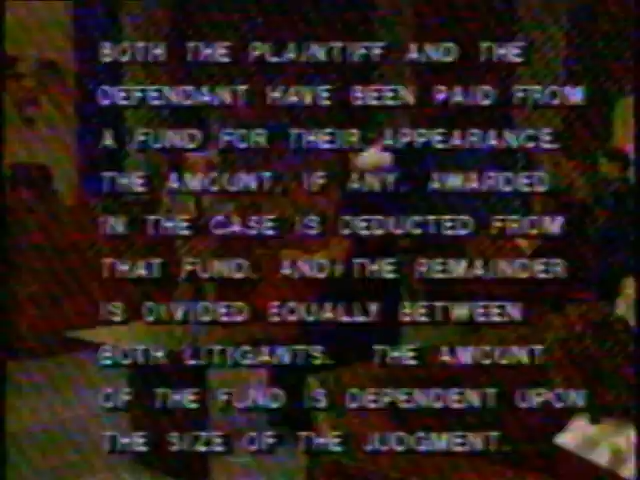 BOTH THE PLAINTIFF AND THE
DEFENDANT HAVE BEEN PAID FROM
A FUND FOR THEIR APPEARANCE.
THE AMOUNT, IF ANY, AWARDED
IN THE CASE IS DEDUCTED FROM
THAT FUND, AND THE REMAINDER
IS DIVIDED EQUALLY BETWEEN
BOTH LITIGANTS. THE AMOUNT
OF THE FUND IS DEPENDENT UPON
THE SIZE OF THE JUDGMENT.